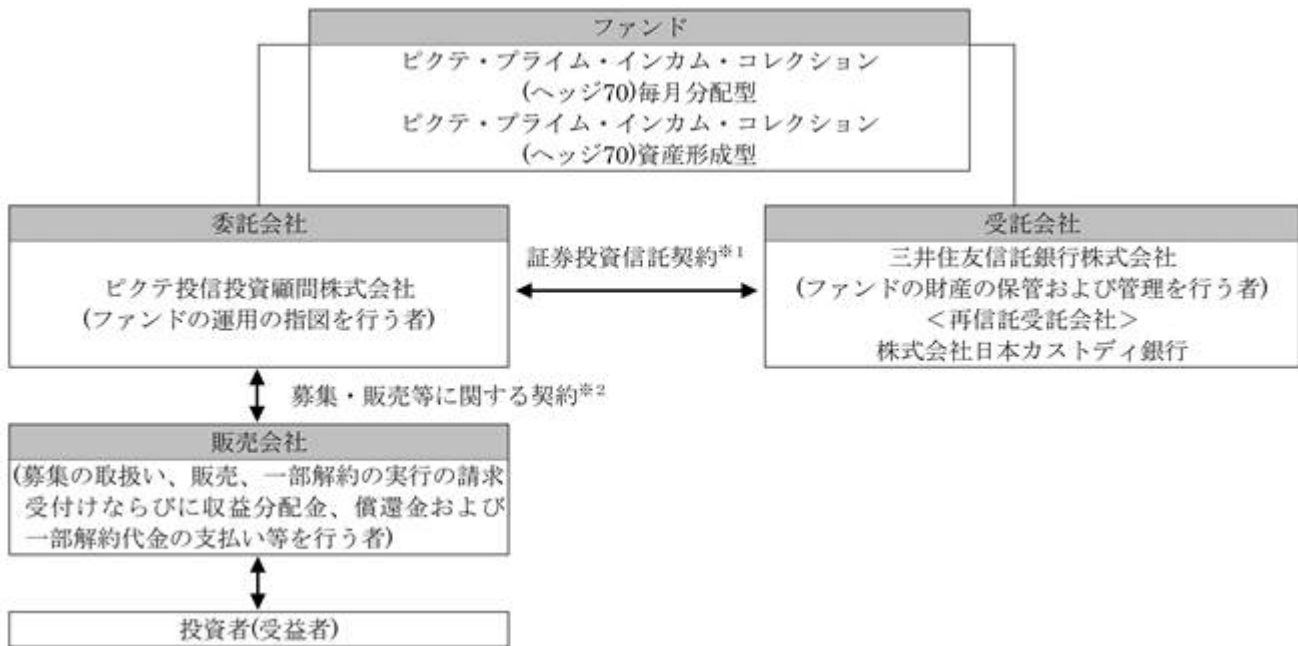 ファンド
ピクテ・プライム・インカム・コレクション
(ヘッジ70)毎月分配型
ピクテ・プライム・インカム・コレクション
(ヘッジ70)資産形成型
委託会社
ピクテ投信投資顧問株式会社
(ファンドの運用の指図を行う者)
証券投資信託契約※1
受託会社
三井住友信託銀行株式会社
(ファンドの財産の保管および管理を行う者)
<再信託受託会社>
株式会社日本カストディ銀行
募集・販売等に関する契約※2
販売会社
(募集の取扱い、販売、一部解約の実行の請求
受付けならびに収益分配金、償還金および
一部解約代金の支払い等を行う者)
投資者(受益者)